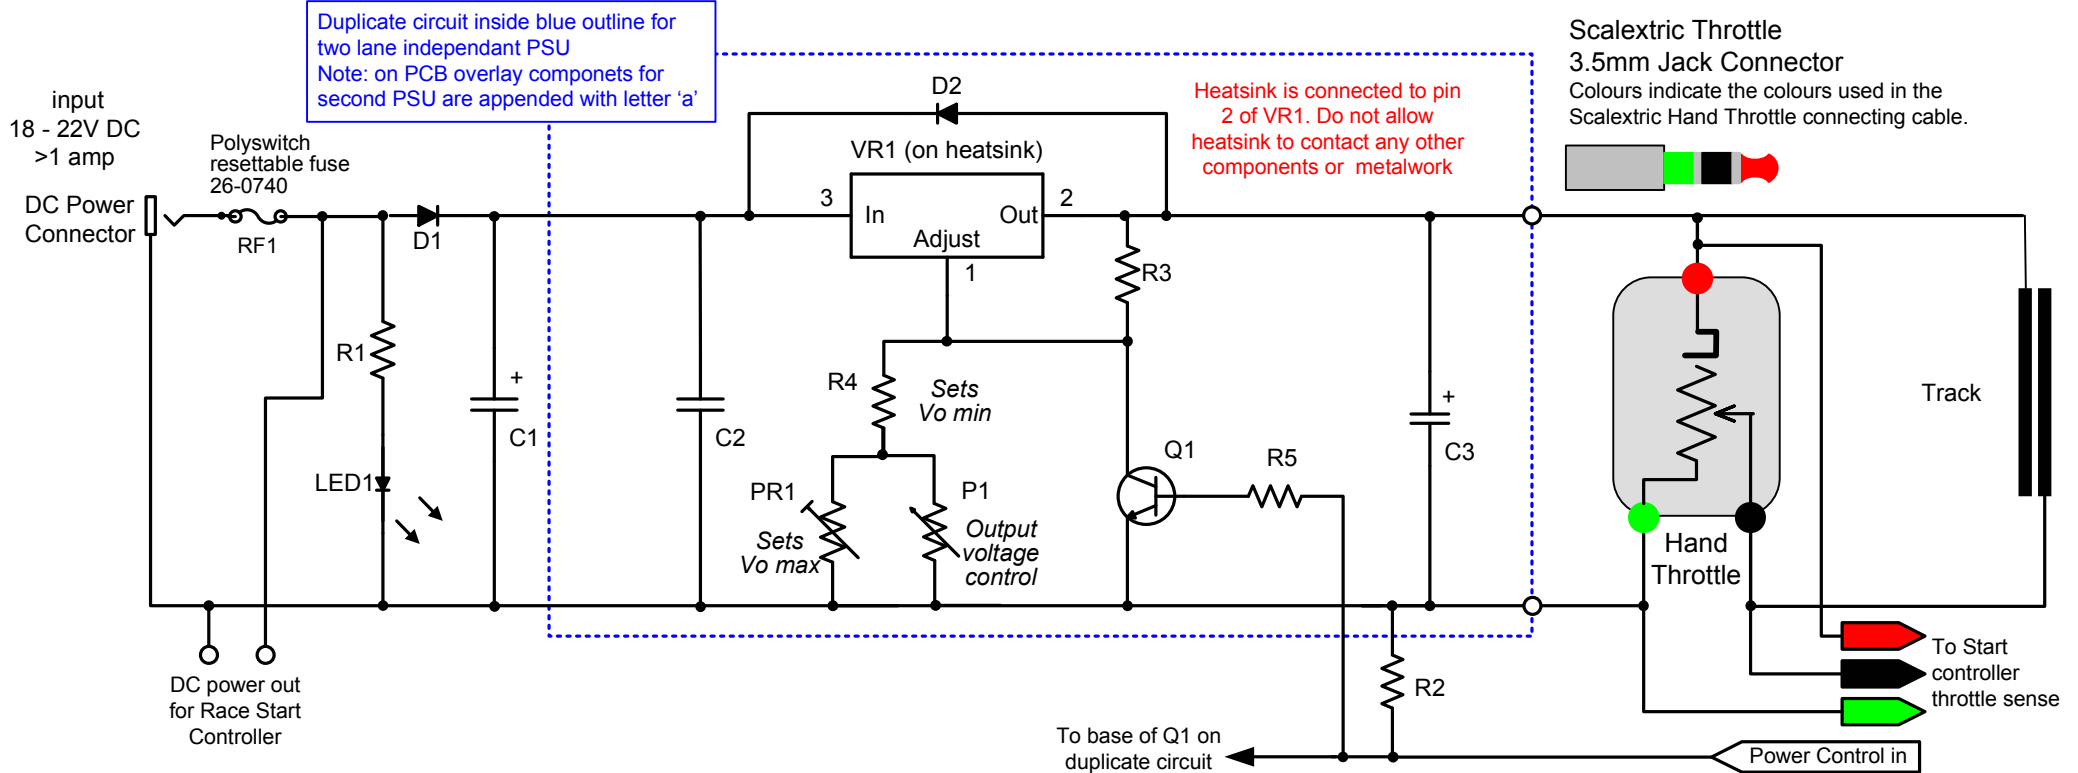 Duplicate circuit inside blue outline for
two lane independant PSU
Note: on PCB overlay componets for
second PSU are appended with letter ‘a’
input
18 - 22V DC
>1 amp
DC Power
Connector
Polyswitch
resettable fuse
26-0740
RF1
D1
R1
LED1
+
C1
C2
D2
VR1 (on heatsink)
3
In
Out
2
Adjust
1
R3
R4
Sets
Vo min
PR1
Sets
Vo max
P1
Output
voltage
control
Q1
R5
+
C3
R2
Heatsink is connected to pin
2 of VR1. Do not allow
heatsink to contact any other
components or metalwork
Scalextric Throttle
3.5mm Jack Connector
Colours indicate the colours used in the
Scalextric Hand Throttle connecting cable.
Track
Hand
Throttle
To Start
controller
throttle sense
DC power out
for Race Start
Controller
To base of Q1 on
duplicate circuit
Power Control in